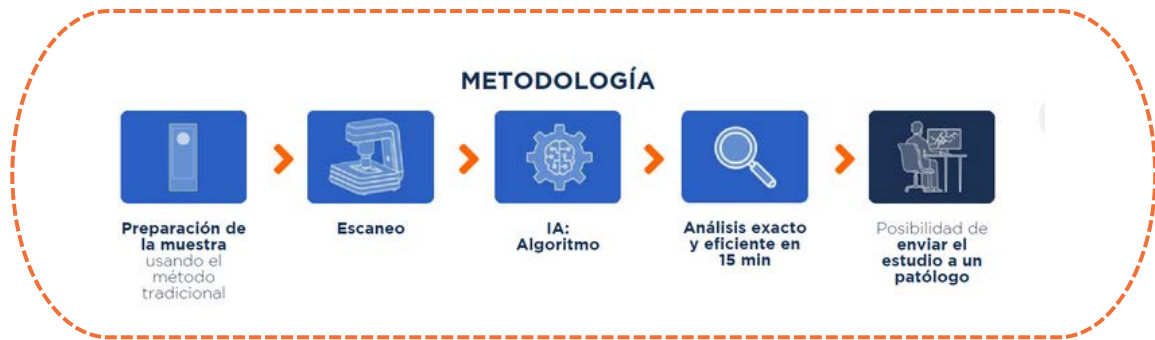 METODOLOGÍA
Preparación de
la muestra
usando el
método
tradicional
Escaneo
IA:
Algoritmo
Análisis exacto
y eficiente en
15 min
Posibilidad de
enviar el
estudio a un
patólogo